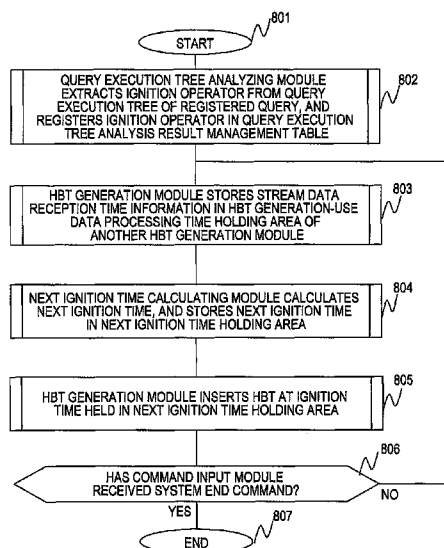 801
START
QUERY EXECUTION TREE ANALYZING MODULE
EXTRACTS IGNITION OPERATOR FROM QUERY
EXECUTION TREE OF REGISTERED QUERY, AND
REGISTERS IGNITION OPERATOR IN QUERY EXECUTION
TREE ANALYSIS RESULT MANAGEMENT TABLE
802
HBT GENERATION MODULE STORES STREAM DATA
RECEPTION TIME INFORMATION IN HBT GENERATION-USE
DATA PROCESSING TIME HOLDING AREA OF
ANOTHER HBT GENERATION MODULE
803
NEXT IGNITION TIME CALCULATING MODULE CALCULATES
NEXT IGNITION TIME, AND STORES NEXT IGNITION TIME
IN NEXT IGNITION TIME HOLDING AREA
804
HBT GENERATION MODULE INSERTS HBT AT IGNITION
TIME HELD IN NEXT IGNITION TIME HOLDING AREA
805
806
HAS COMMAND INPUT MODULE
RECEIVED SYSTEM END COMMAND?
NO
YES
807
END